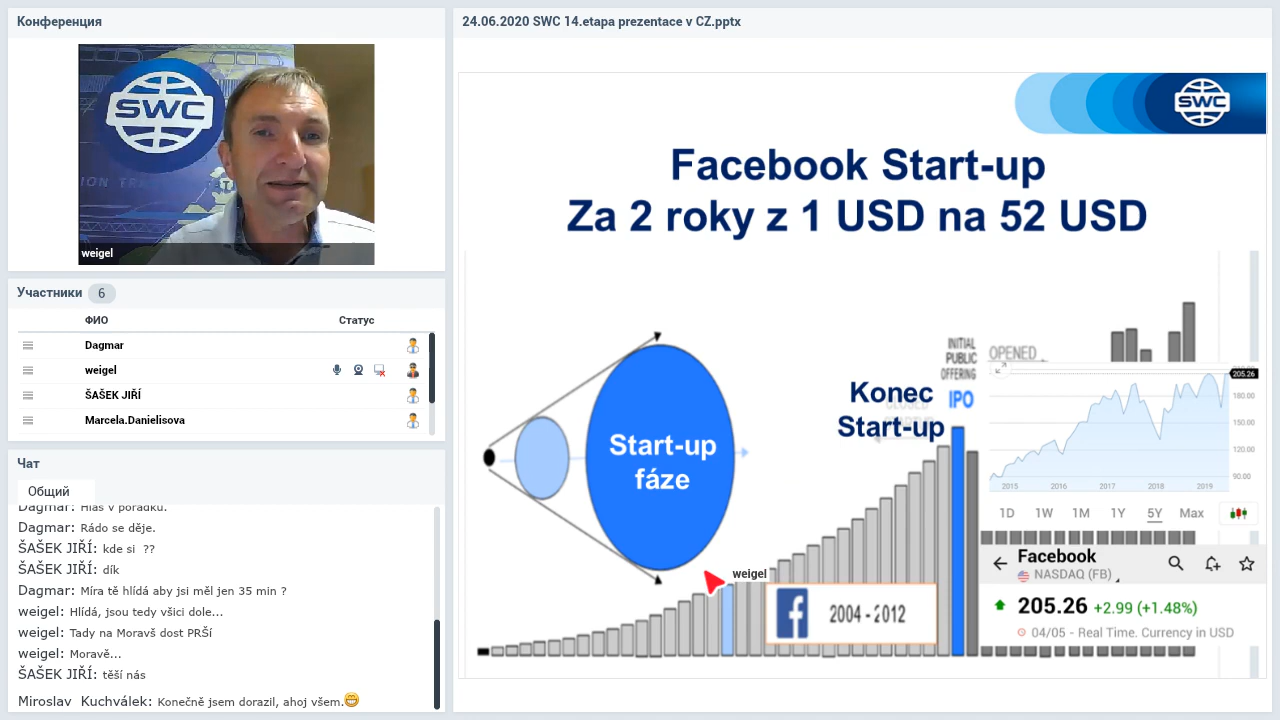 Конференция
SWC
ION TRA
weigel
Участники 6
ФИО Статус
Dagmar
weigel
ŠAŠEK JIŘÍ
Marcela.Danielisova
Чат
Общий
Dagmar: Hlas v pořádku.
Dagmar: Rádo se děje.
ŠAŠEK JIŘÍ: kde si ??
ŠAŠEK JIŘÍ: dík
Dagmar: Míra tě hlídá aby jsi měl jen 35 min ?
weigel: Hlídá, jsou tedy všici dole...
weigel: Tady na Moravš dost PRŠí
weigel: Moravě...
ŠAŠEK JIŘÍ: těší nás
Miroslav Kuchválek: Konečně jsem dorazil, ahoj všem.
24.06.2020 SWC 14.etapa prezentace v CZ.pptx
SWC
Facebook Start-up
Za 2 roky z 1 USD na 52 USD
Start-up
fáze
Konec
Start-up
INITIAL
PUBLIC
OFFERING
IPO
OPENED
205.26
180.00
150.00
120.00
90.00
2015 2016 2017 2018 2019
1D 1W 1M 1Y 5Y Max
Facebook
NASDAQ (FB)
205.26 +2.99 (+1.48%)
04/05 - Real Time. Currency in USD
weigel
2004 - 2012